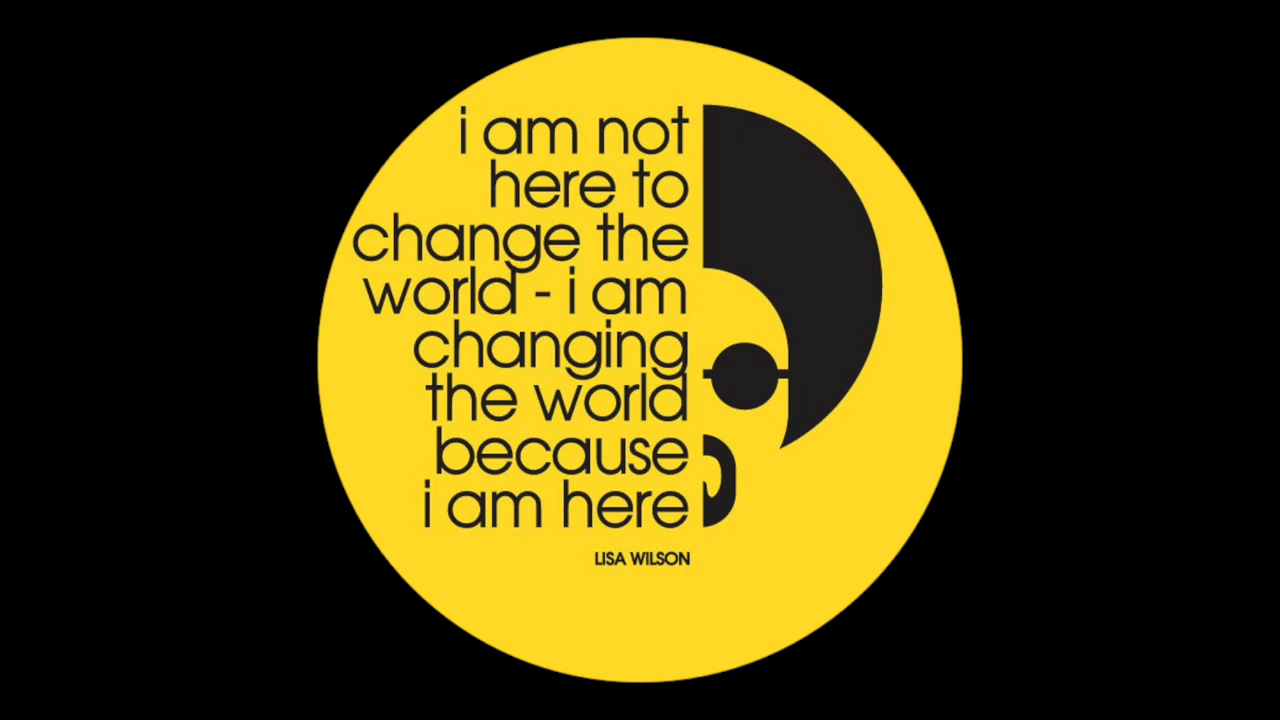 i am not
here to
change the
world - i am
changing
the world
because
i am here
LISA WILSON